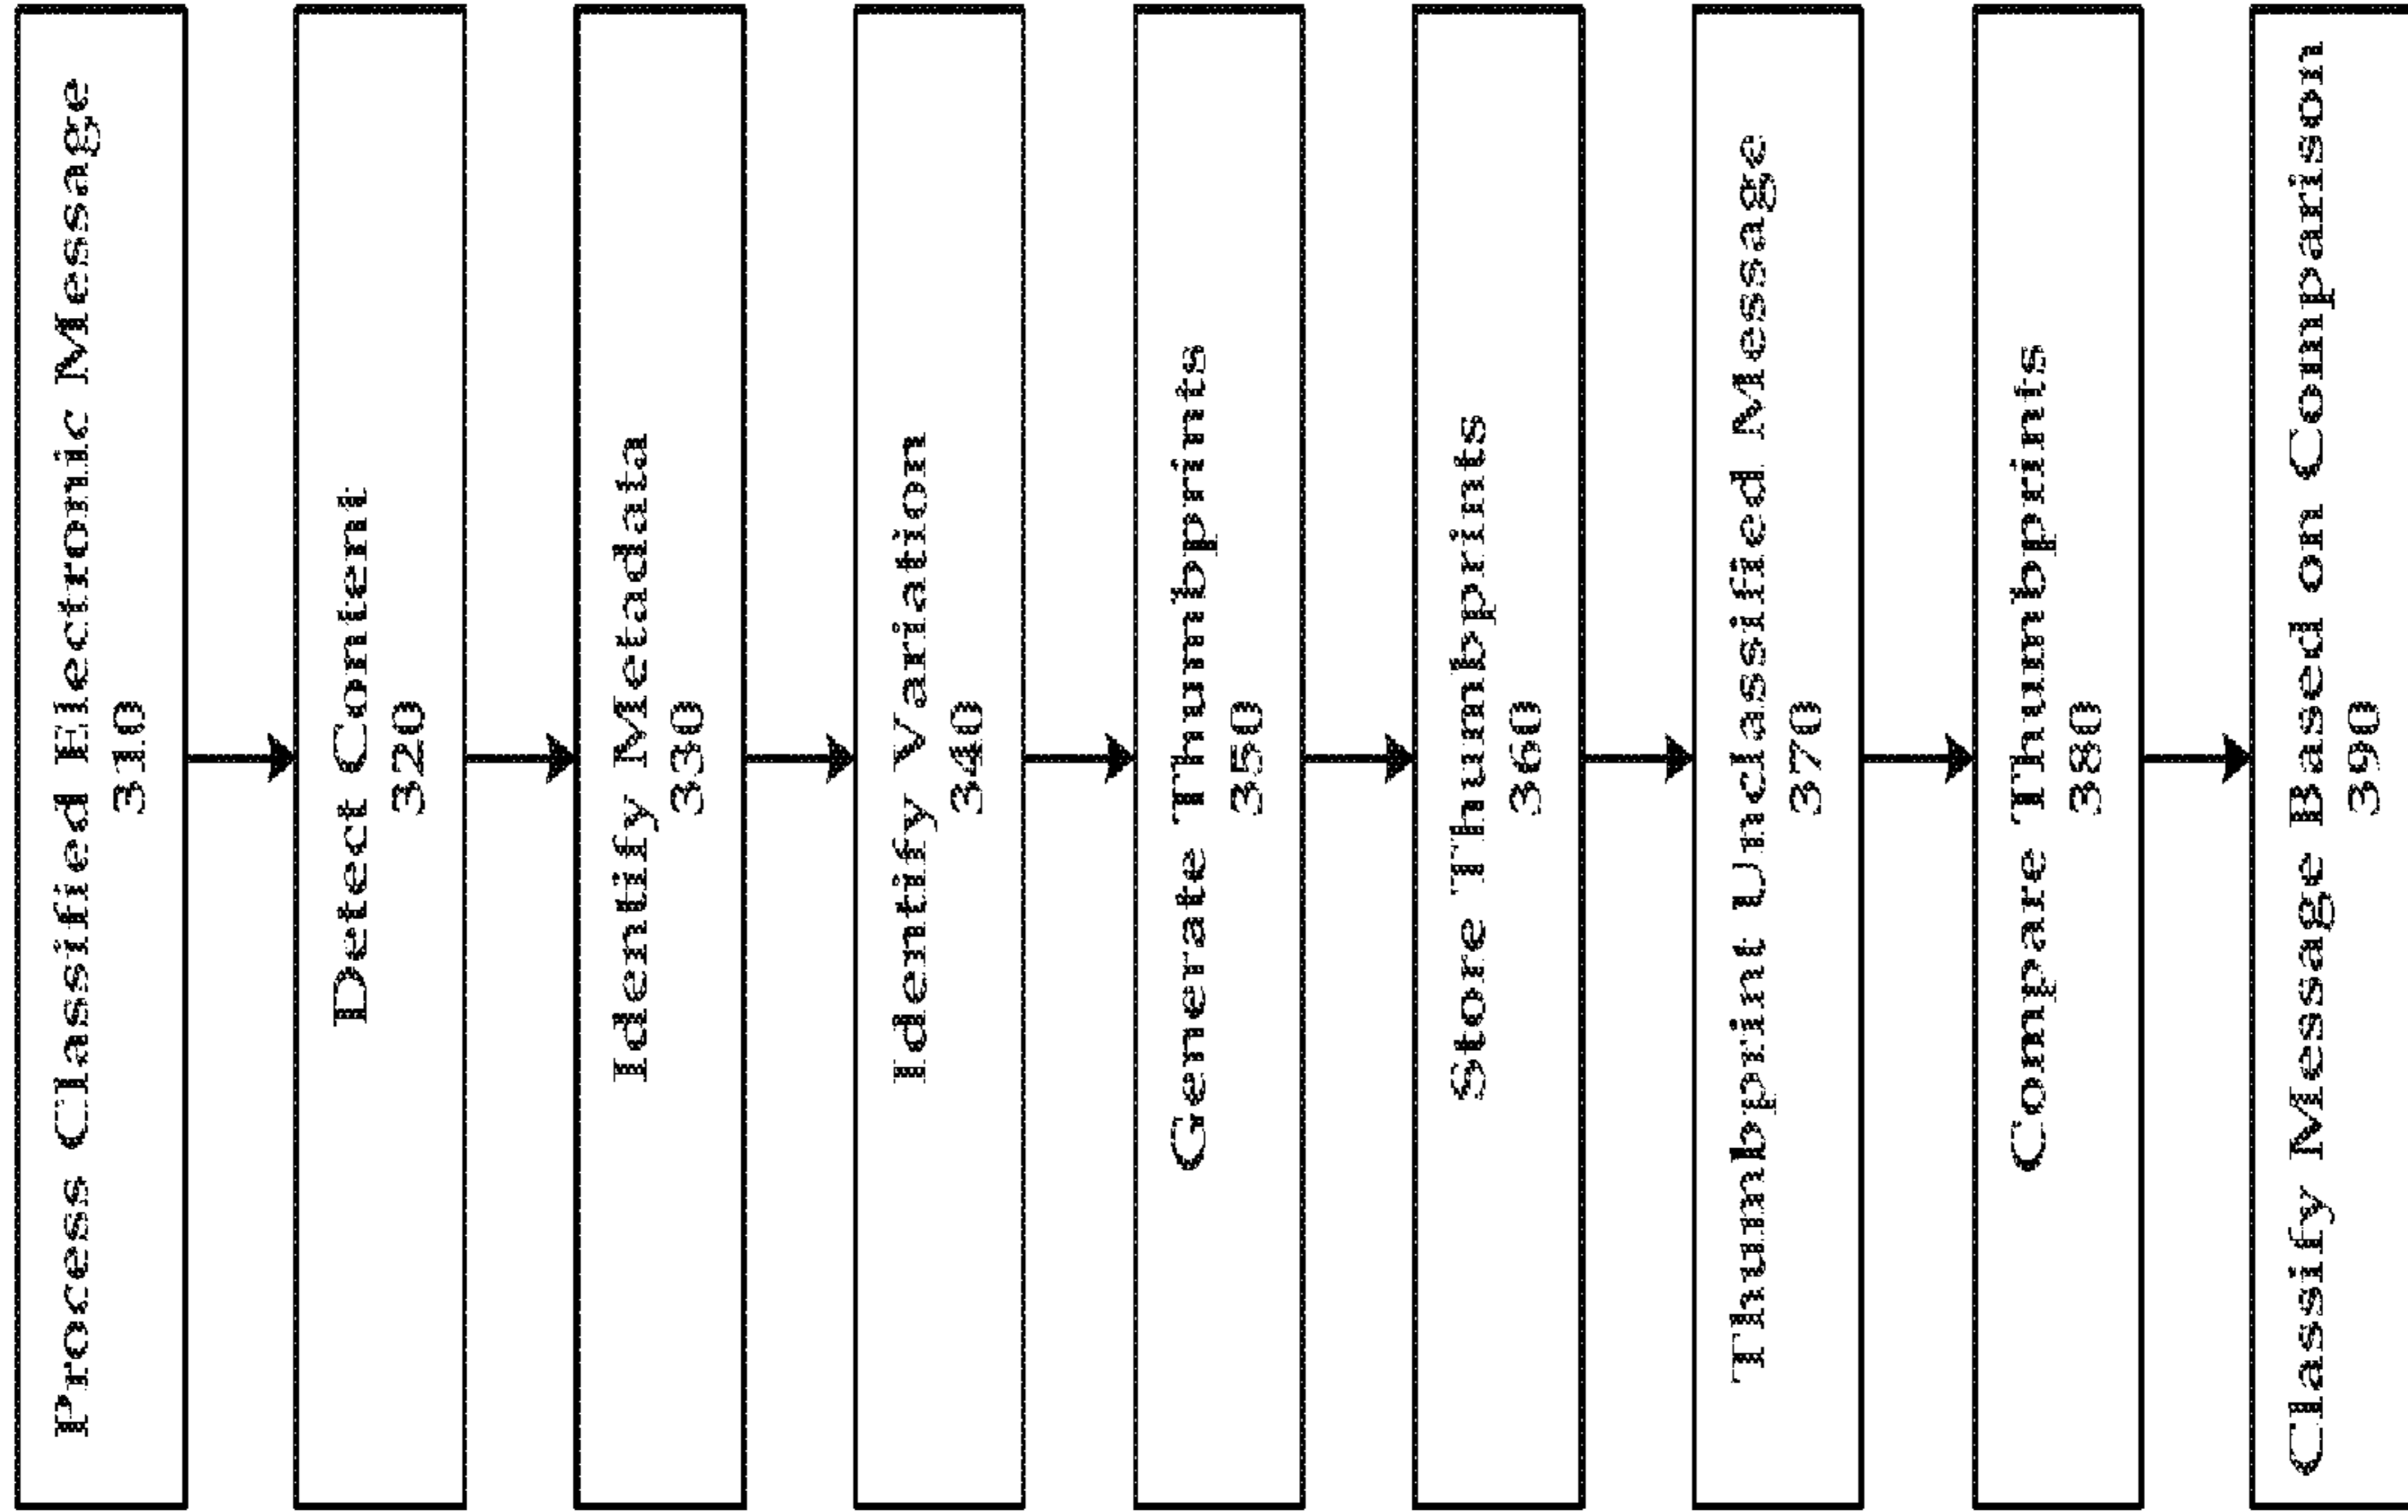 Process Classified Electronic Message
310
Detect Content
320
Identify Metadata
330
Identify Variation
340
Generate Thumbprints
350
Store Thumbprints
360
Thumbprint Unclassified Message
370
Compare Thumbprints
380
Classify Message Based on Comparison
390